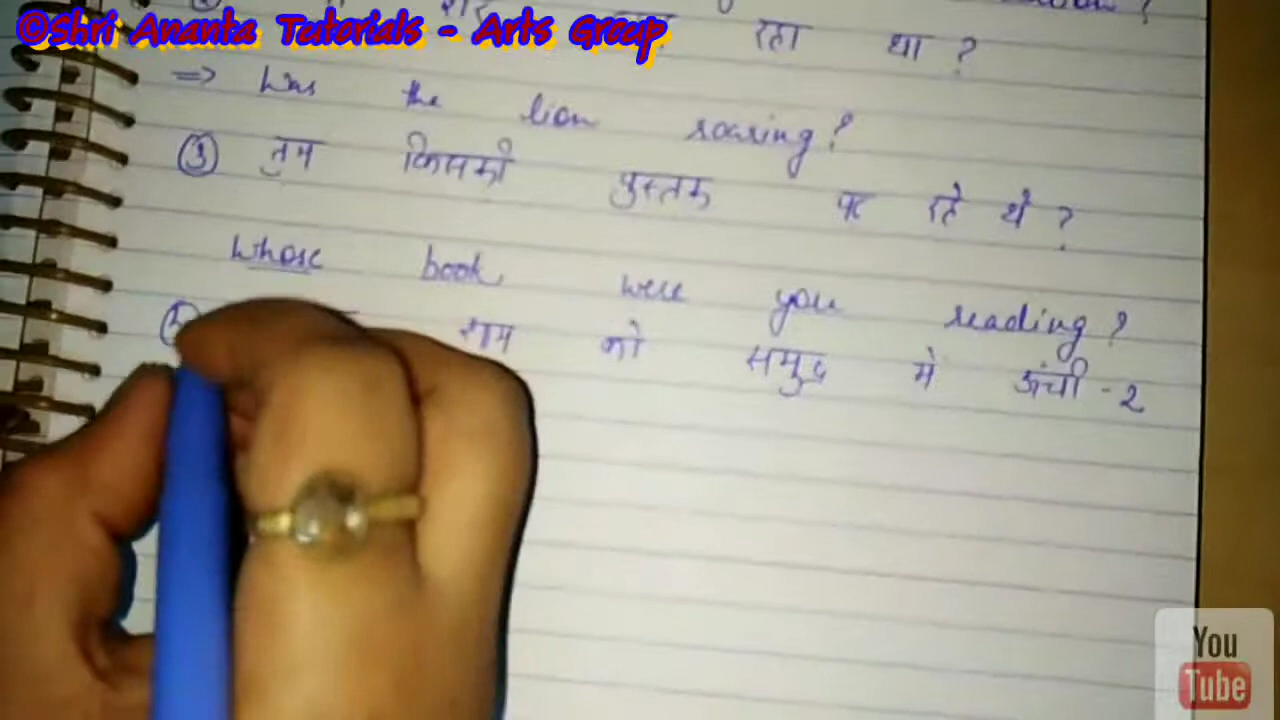 ©Shri Ananta Tutorials - Arts Group
रहा था ?
=> Was the lion roaring?
③ तुम किसकी पुस्तक पढ रहे थे ?
Whose book were you reading?
राम को समुद्र मे ऊंची - 2
You
Tube